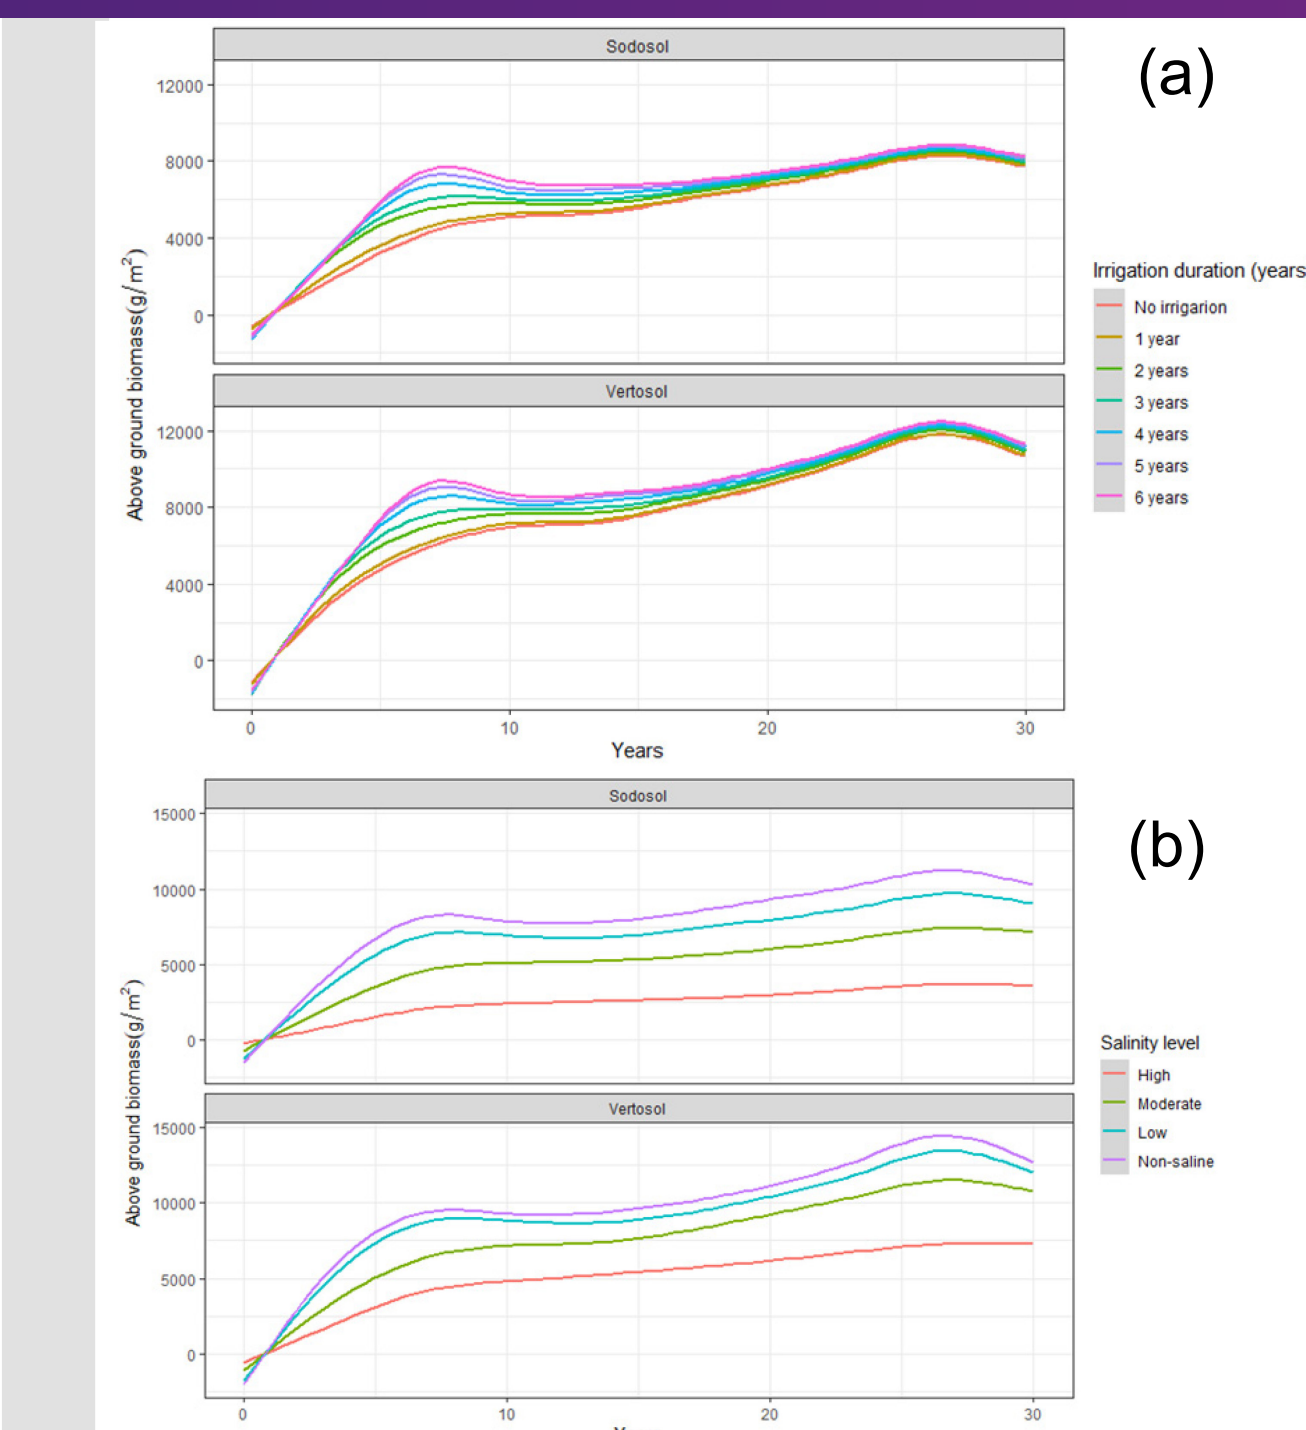 (a)
Sodosol
12000
8000
4000
0
Vertosol
12000
8000
4000
0
0 10 20 30
Years
Above ground biomass(g/m²)
Irrigation duration (years
No irrigarion
1 year
2 years
3 years
4 years
5 years
6 years
(b)
Sodosol
15000
10000
5000
0
Vertosol
15000
10000
5000
0
0 10 20 30
Above ground biomass(g/m²)
Salinity level
High
Moderate
Low
Non-saline